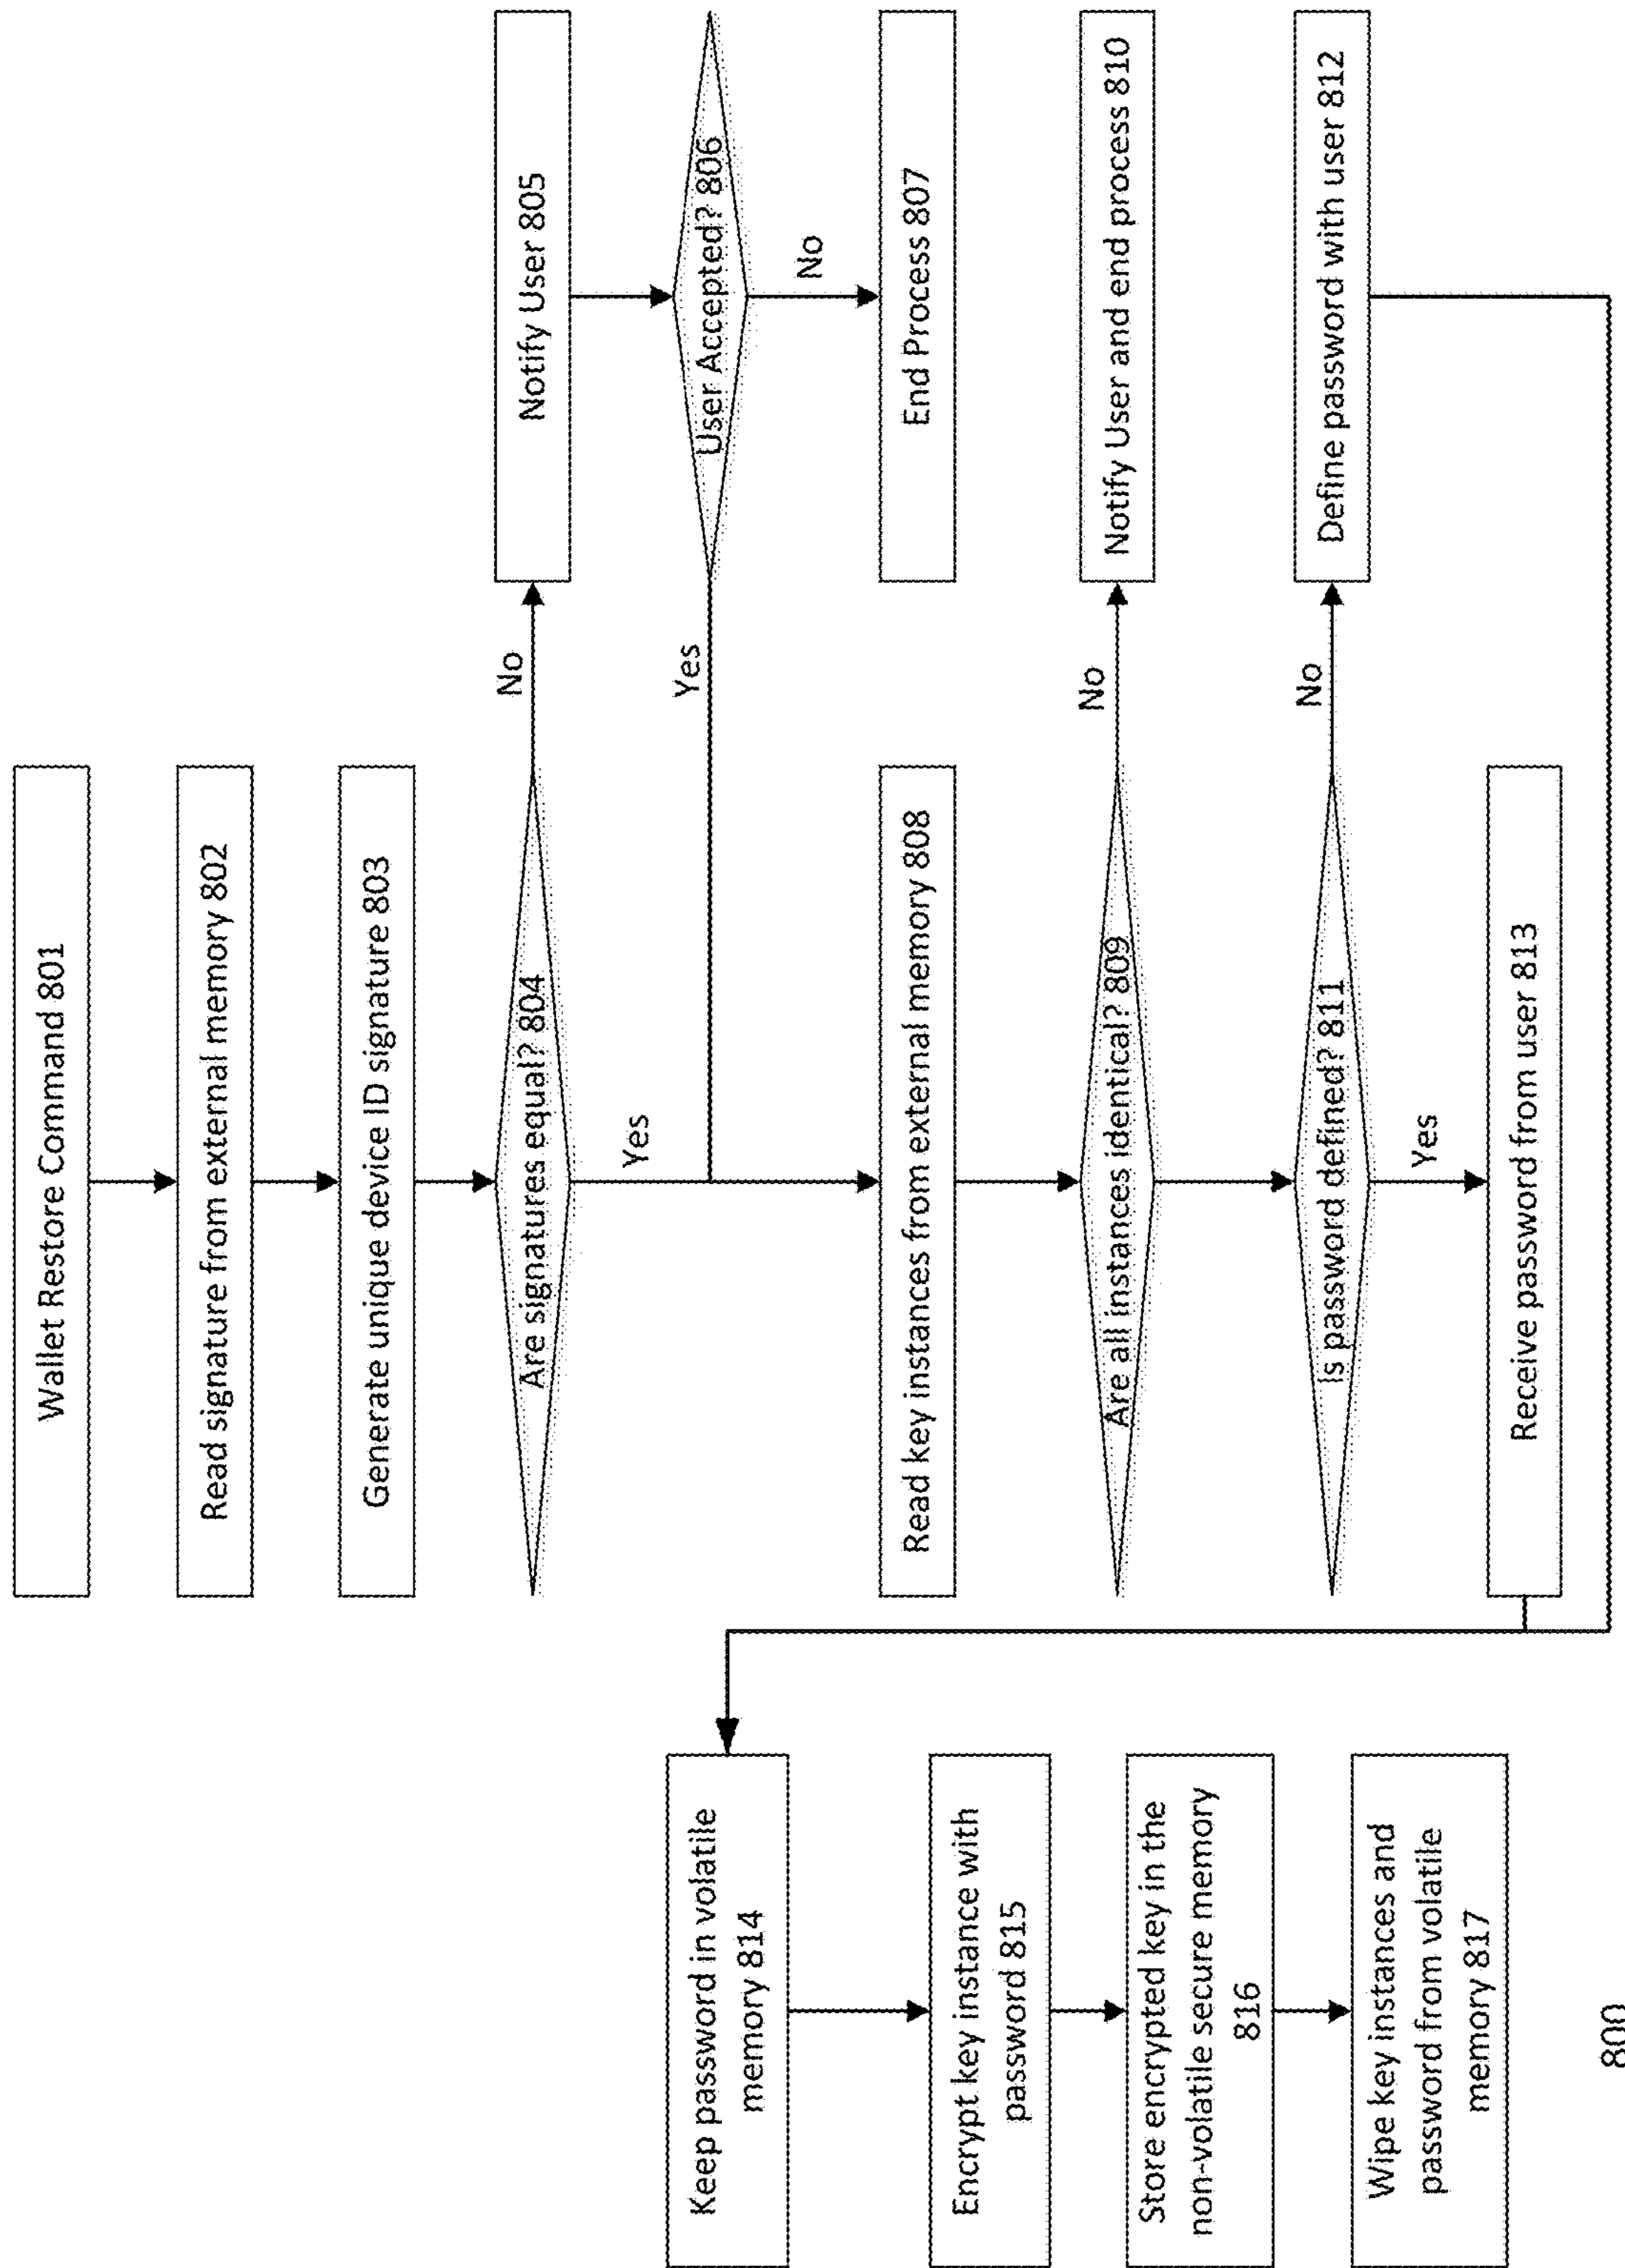 Wallet Restore Command 801
Read signature from external memory 802
Generate unique device ID signature 803
Are signatures equal? 804
No
Notify User 805
User Accepted? 806
No
End Process 807
Yes
Yes
Read key instances from external memory 808
Are all instances identical? 809
No
Notify User and end process 810
Is password defined? 811
No
Define password with user 812
Yes
Receive password from user 813
Keep password in volatile
memory 814
Encrypt key instance with
password 815
Store encrypted key in the
non-volatile secure memory
816
Wipe key instances and
password from volatile
memory 817
800